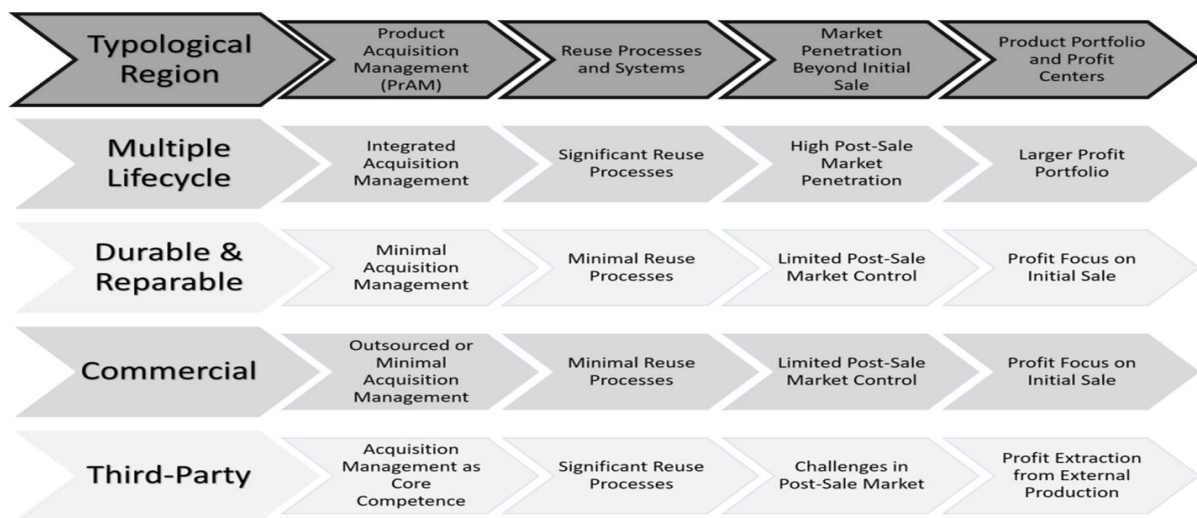 Typological
Region
Product
Acquisition
Management
(PrAM)
Reuse Processes
and Systems
Market
Penetration
Beyond Initial
Sale
Product Portfolio
and Profit
Centers
Multiple
Lifecycle
Integrated
Acquisition
Management
Significant Reuse
Processes
High Post-Sale
Market
Penetration
Larger Profit
Portfolio
Durable &
Reparable
Minimal
Acquisition
Management
Minimal Reuse
Processes
Limited Post-Sale
Market Control
Profit Focus on
Initial Sale
Commercial
Outsourced or
Minimal
Acquisition
Management
Minimal Reuse
Processes
Limited Post-Sale
Market Control
Profit Focus on
Initial Sale
Third-Party
Acquisition
Management as
Core
Competence
Significant Reuse
Processes
Challenges in
Post-Sale Market
Profit Extraction
from External
Production